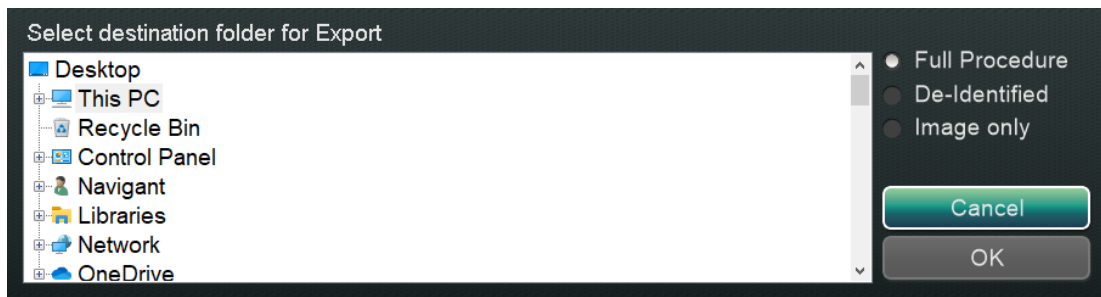 Select destination folder for Export
Desktop
This PC
Recycle Bin
Control Panel
Navigant
Libraries
Network
OneDrive
Full Procedure
De-Identified
Image only
Cancel
OK